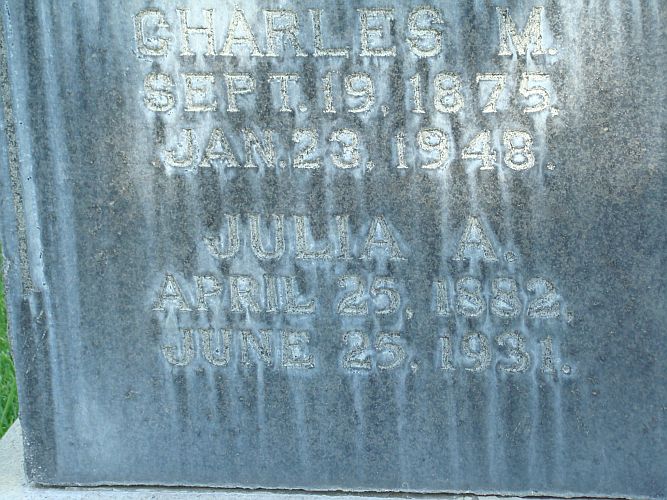 CHARLES M.
SEPT. 19, 1875,
JAN. 23, 1948.
JULIA A.
APRIL 25, 1882,
JUNE 25, 1931.